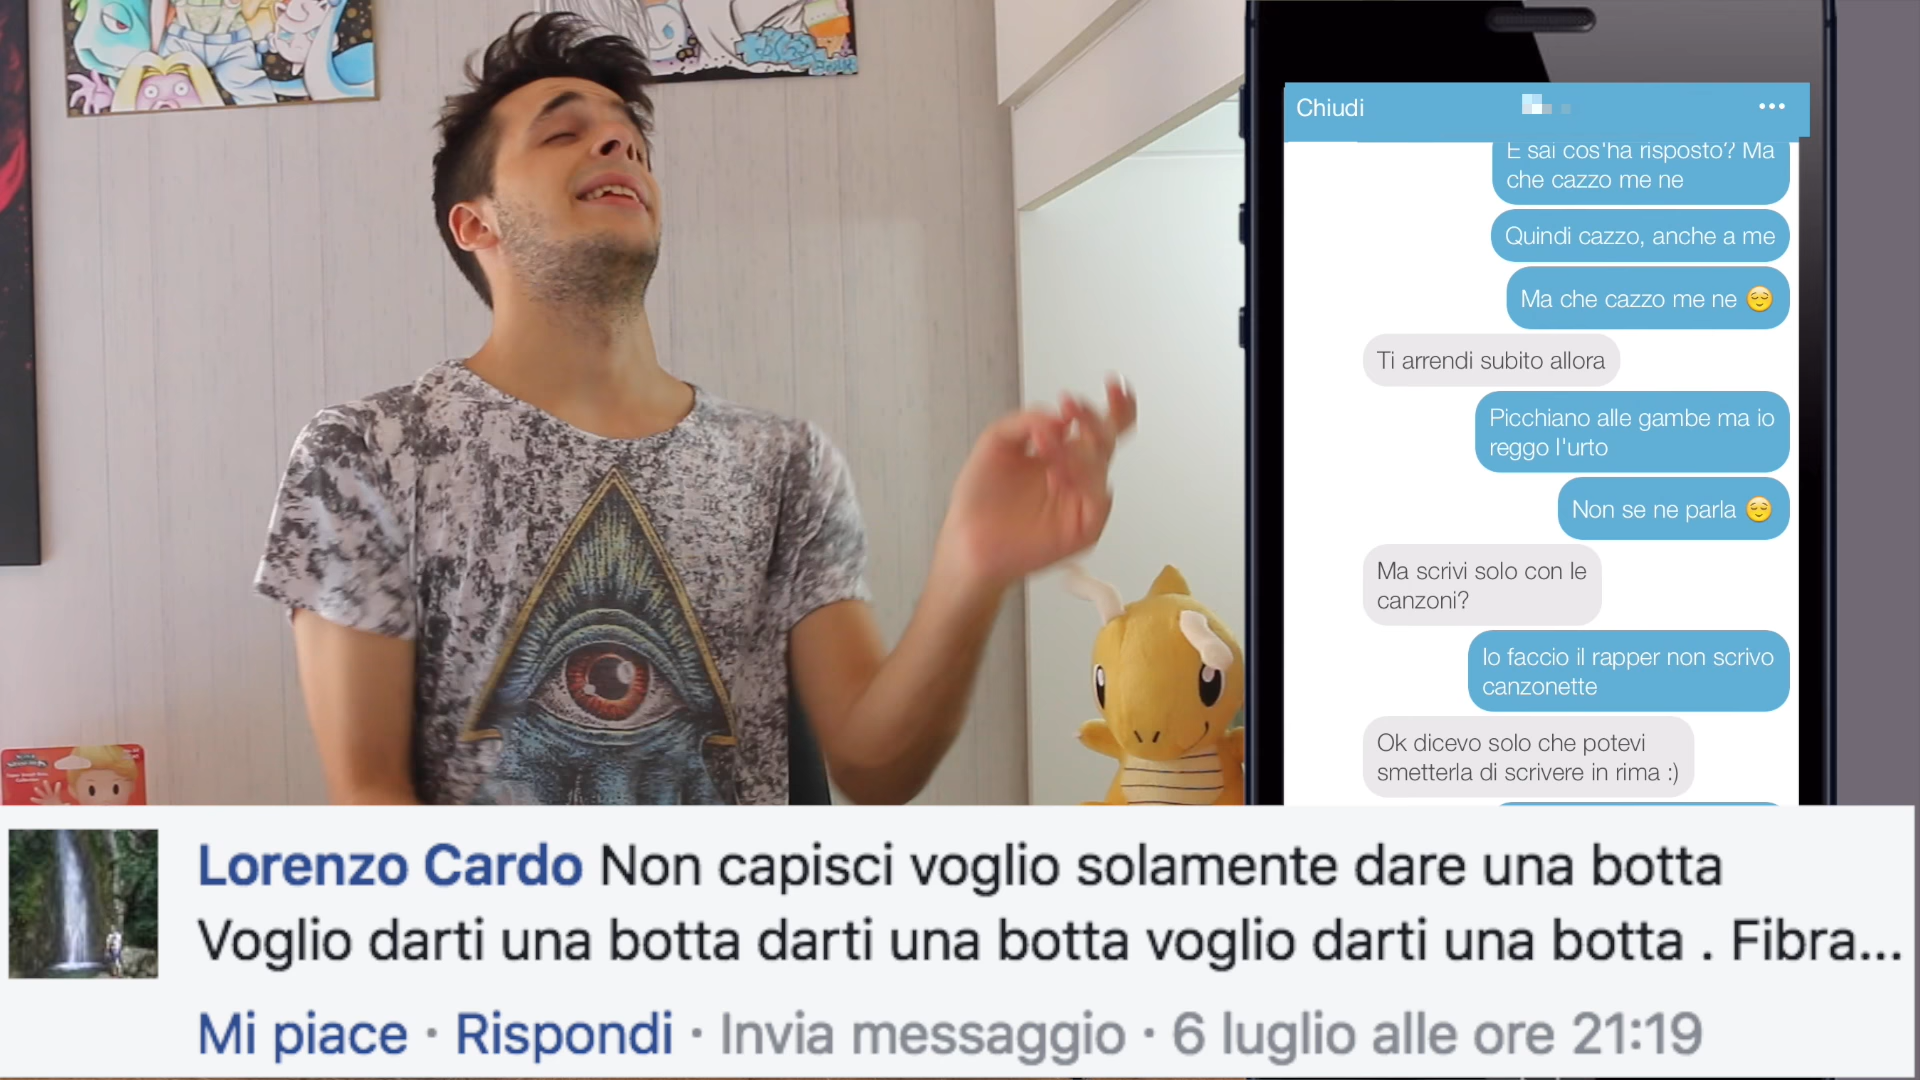 Chiudi
E sai cos'ha risposto? Ma
che cazzo me ne
Quindi cazzo, anche a me
Ma che cazzo me ne 😌
Ti arrendi subito allora
Picchiano alle gambe ma io
reggo l'urto
Non se ne parla 😌
Ma scrivi solo con le
canzoni?
Io faccio il rapper non scrivo
canzonette
Ok dicevo solo che potevi
smetterla di scrivere in rima :)
Lorenzo Cardo Non capisci voglio solamente dare una botta
Voglio darti una botta darti una botta voglio darti una botta . Fibra...
Mi piace · Rispondi · Invia messaggio · 6 luglio alle ore 21:19